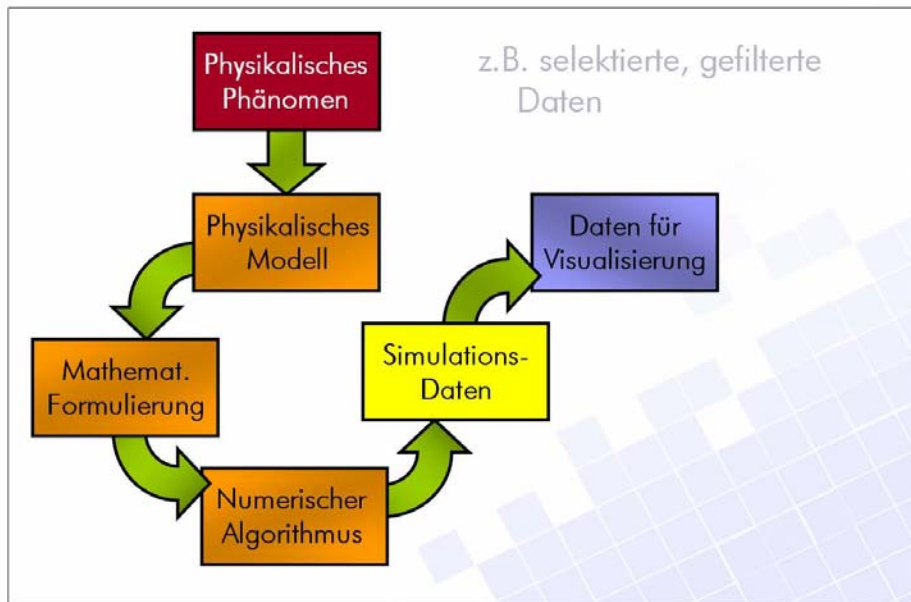 Physikalisches
Phänomen
z.B. selektierte, gefilterte
Daten
Physikalisches
Modell
Daten für
Visualisierung
Mathemat.
Formulierung
Simulations-
Daten
Numerischer
Algorithmus